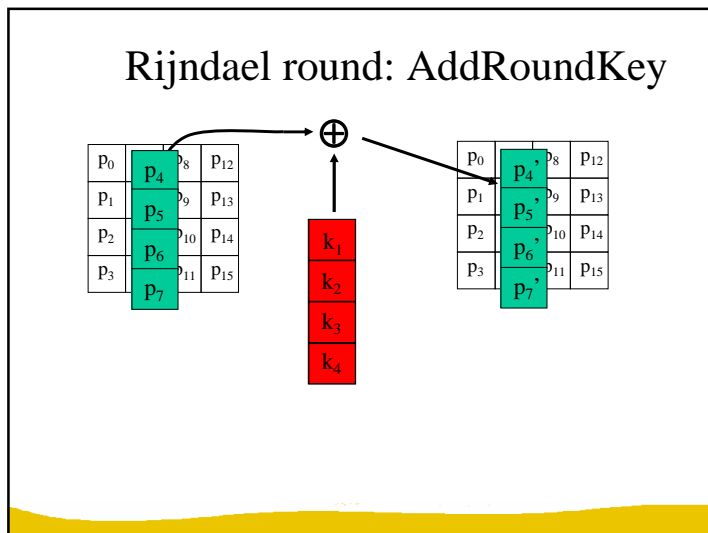 Rijndael round: AddRoundKey
⊕
p₀ p₄ p₈ p₁₂
p₁ p₅ p₉ p₁₃
p₂ p₆ p₁₀ p₁₄
p₃ p₇ p₁₁ p₁₅
k₁
k₂
k₃
k₄
p₀ p₄’ p₈ p₁₂
p₁ p₅’ p₉ p₁₃
p₂ p₆’ p₁₀ p₁₄
p₃ p₇’ p₁₁ p₁₅